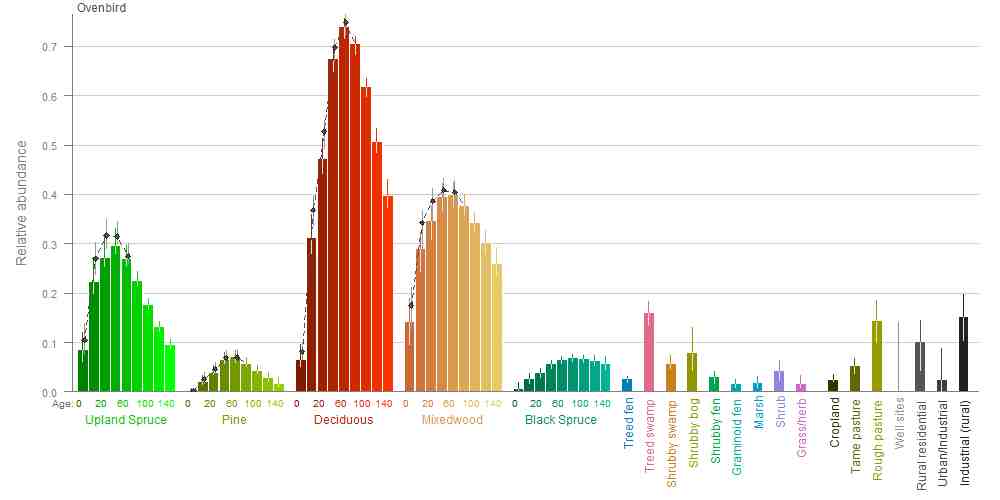 Ovenbird
Relative abundance
0.7
0.6
0.5
0.4
0.3
0.2
0.1
0.0
Age: 0 20 60 100 140 0 20 60 100 140 0 20 60 100 140 0 20 60 100 140 0 20 60 100 140
Upland Spruce Pine Deciduous Mixedwood Black Spruce
Treed fen
Treed swamp
Shrubby swamp
Shrubby bog
Shrubby fen
Graminoid fen
Marsh
Shrub
Grass/herb
Cropland
Tame pasture
Rough pasture
Well sites
Rural residential
Urban/Industrial
Industrial (rural)